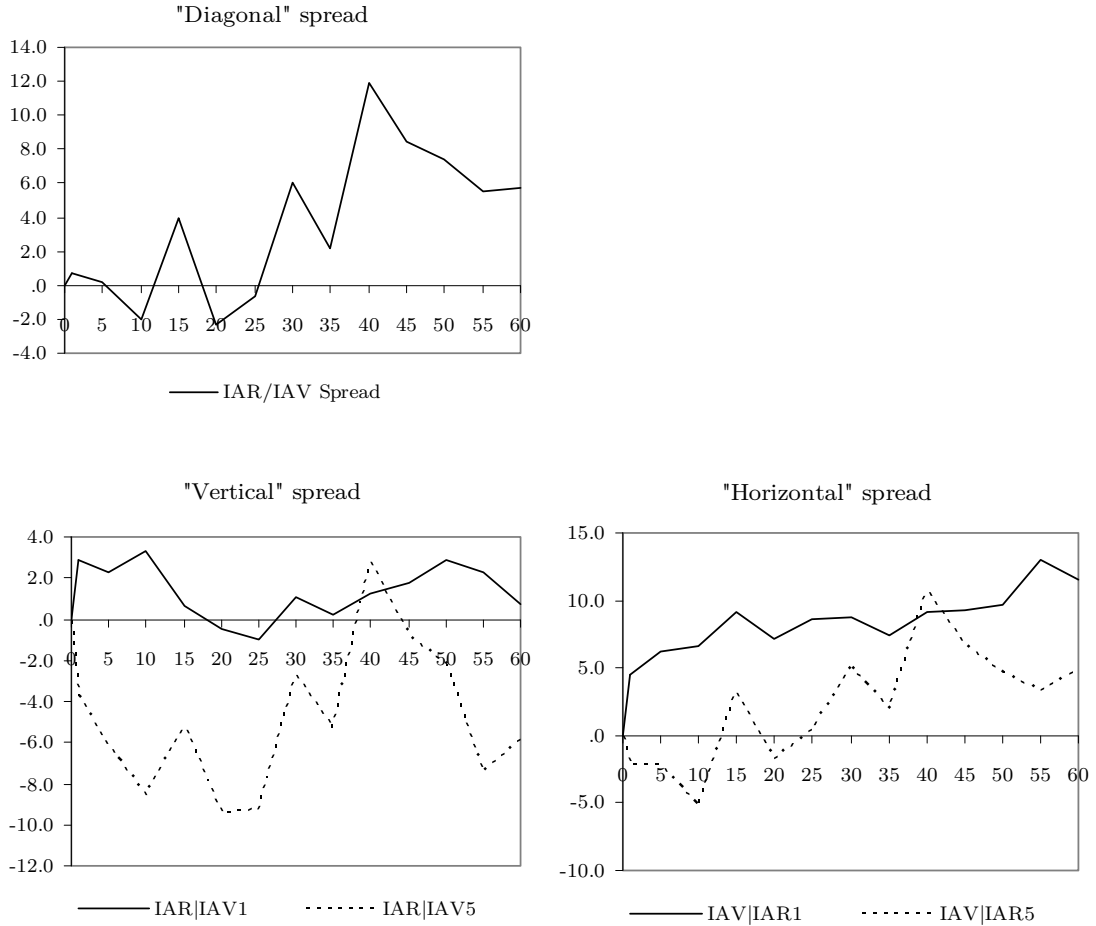 "Diagonal" spread
14.0
12.0
10.0
8.0
6.0
4.0
2.0
.0
-2.0
-4.0
0 5 10 15 20 25 30 35 40 45 50 55 60
IAR/IAV Spread
"Vertical" spread
4.0
2.0
.0
-2.0
-4.0
-6.0
-8.0
-10.0
-12.0
0 5 10 15 20 25 30 35 40 45 50 55 60
IAR|IAV1 IAR|IAV5
"Horizontal" spread
15.0
10.0
5.0
.0
-5.0
-10.0
0 5 10 15 20 25 30 35 40 45 50 55 60
IAV|IAR1 IAV|IAR5